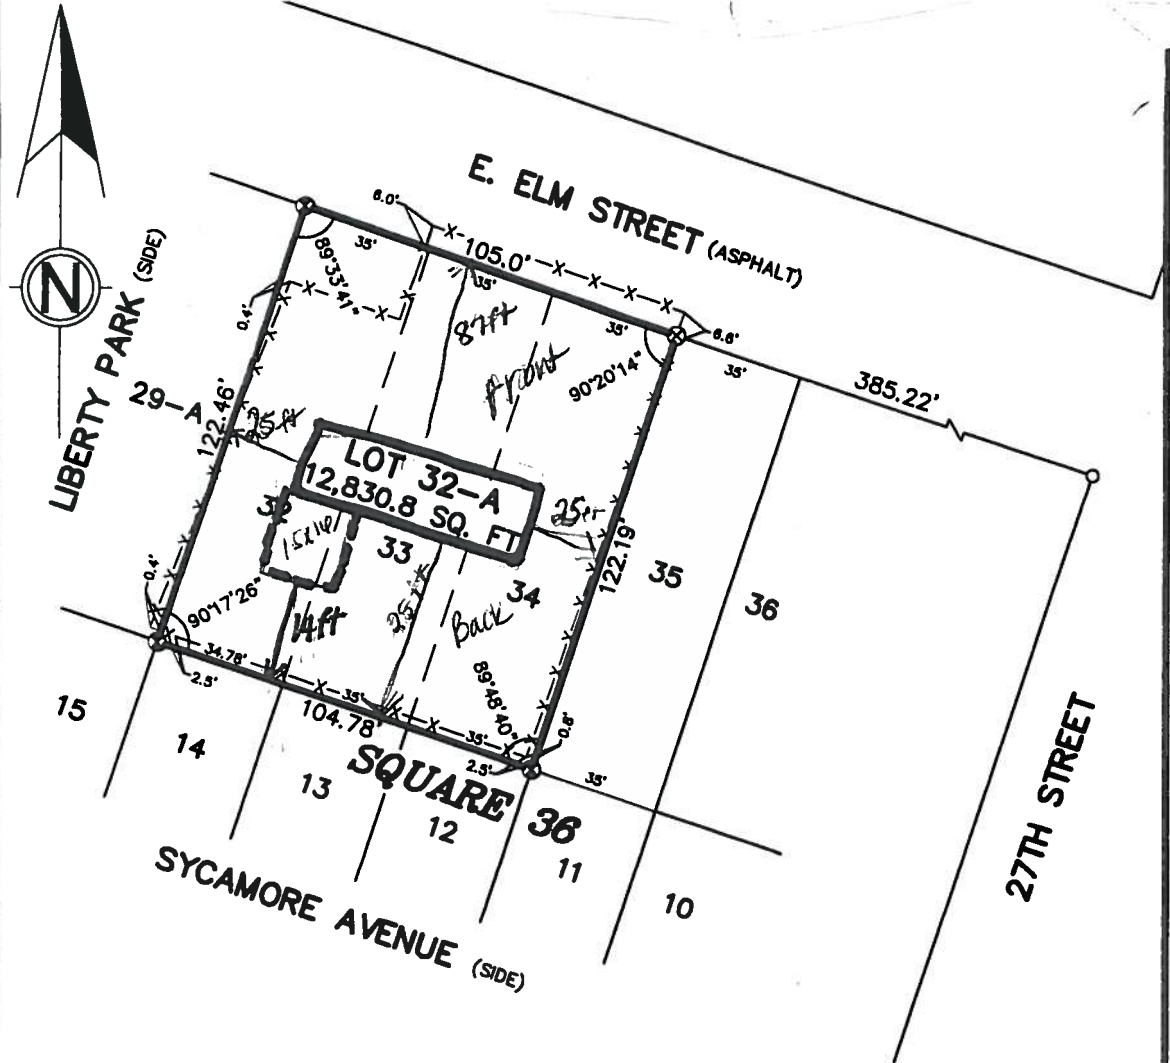 E. ELM STREET (ASPHALT)
LIBERTY PARK (SIDE)
N
6.0'
35'
105.0'
35'
35'
6.6'
35'
385.22'
89°33'47"
87ft
Front
90°20'14"
0.4'
29-A
122.46'
25ft
LOT 32-A
12,830.8 SQ. FT
32
33
34
122.19'
35
36
14ft
Back
0.4'
90°17'26"
34.78'
2.5'
35'
104.78'
35'
89°48'40"
2.5'
0.8'
35'
15
14
13
12
11
10
SQUARE 36
SYCAMORE AVENUE (SIDE)
27TH STREET